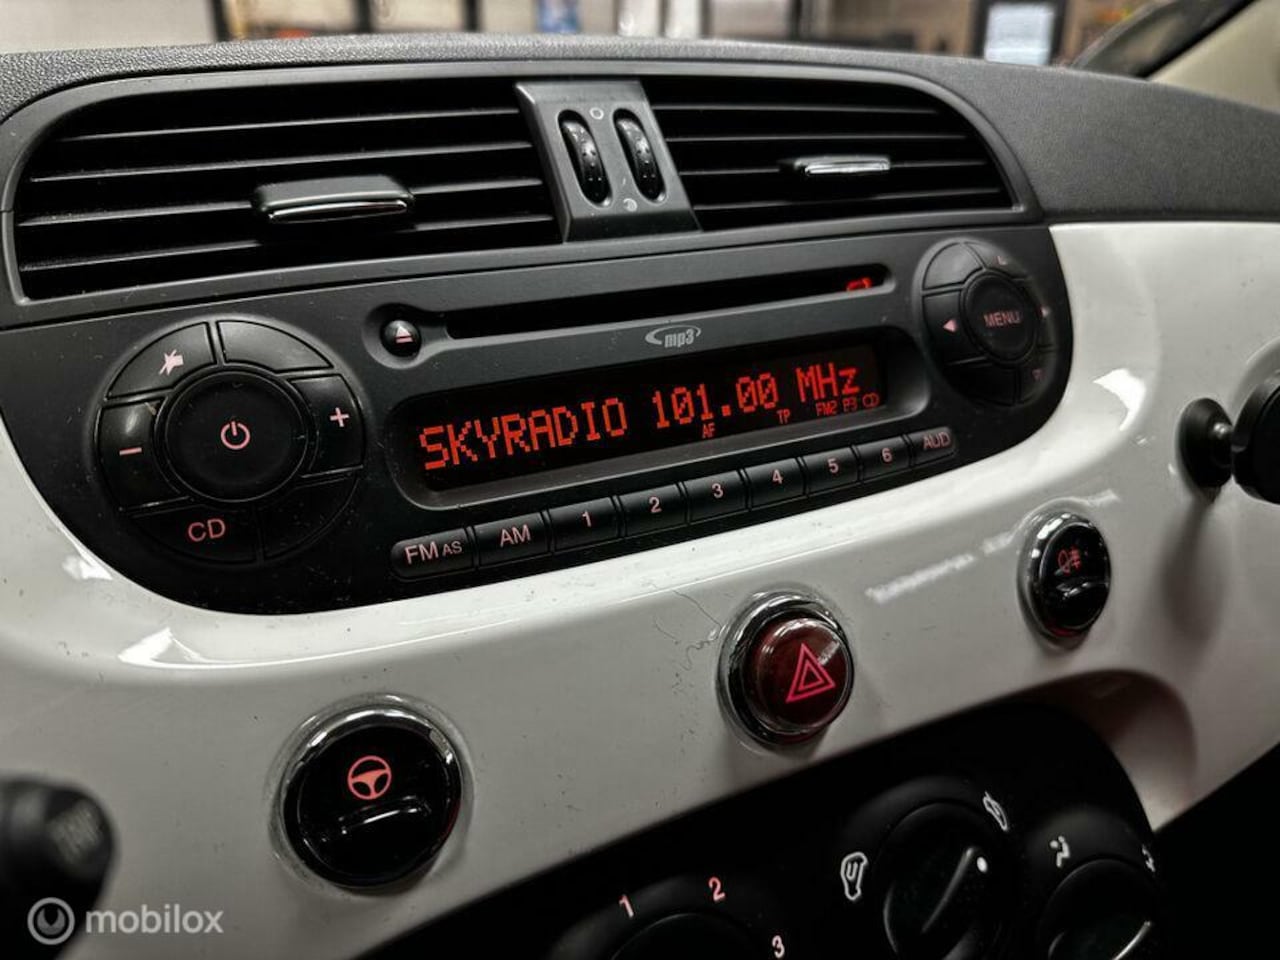 mp3
MENU
SKYRADIO 101.00 MHz
AF TP FM2 P3 CD
CD
FM AS AM 1 2 3 4 5 6 AUD
1 2 3
mobilox